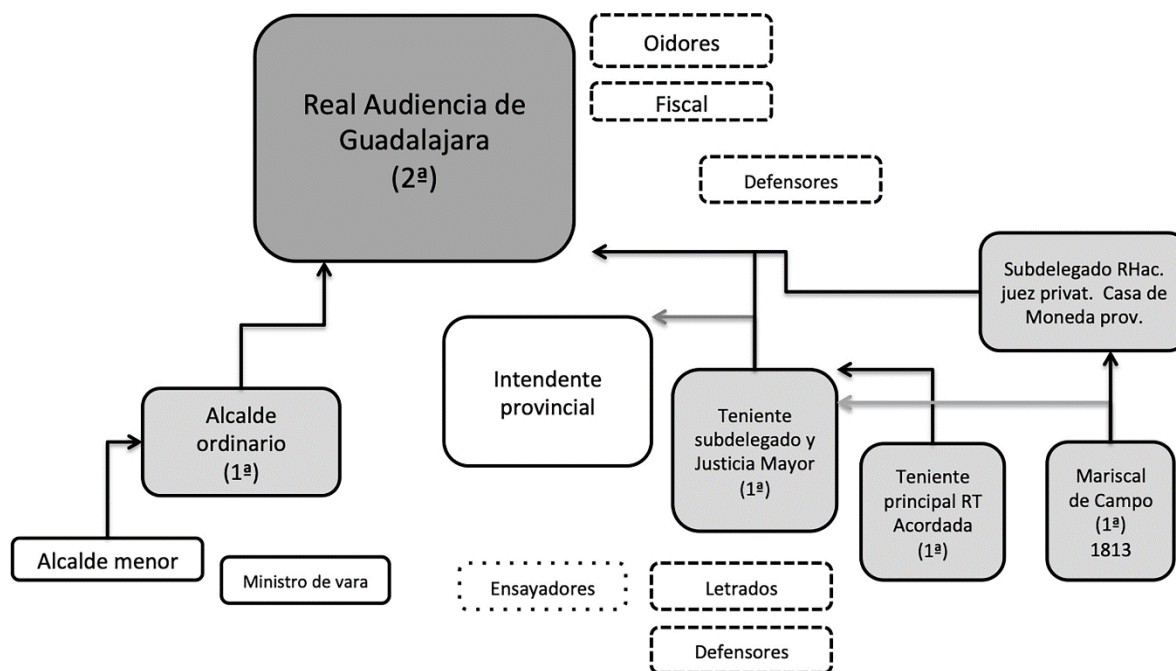 Oidores
Real Audiencia de
Guadalajara
(2ª)
Fiscal
Defensores
Subdelegado RHac.
juez privat. Casa de
Moneda prov.
Intendente
provincial
Alcalde
ordinario
(1ª)
Teniente
subdelegado y
Justicia Mayor
(1ª)
Teniente
principal RT
Acordada
(1ª)
Mariscal
de Campo
(1ª)
1813
Alcalde menor
Ministro de vara
Ensayadores
Letrados
Defensores